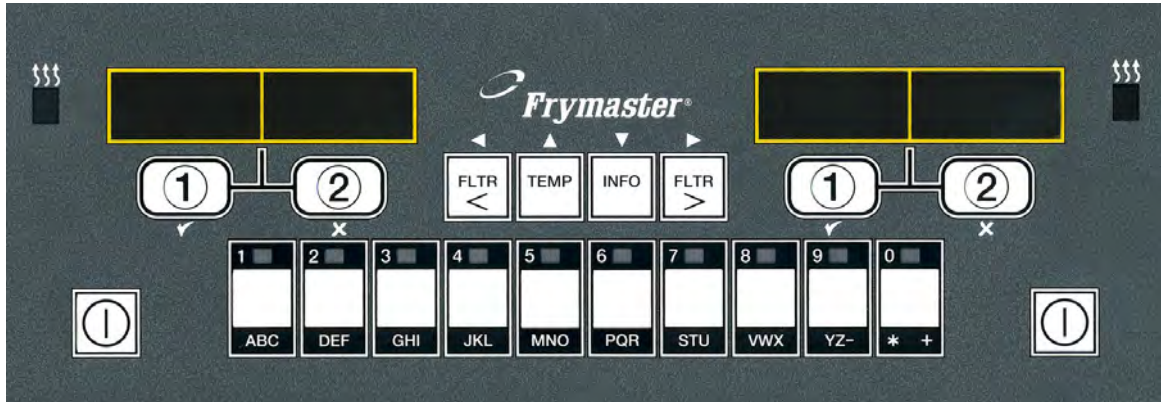 Frymaster®
① ② FLTR < TEMP INFO FLTR > ① ②
1 2 3 4 5 6 7 8 9 0
ABC DEF GHI JKL MNO PQR STU VWX YZ- * +